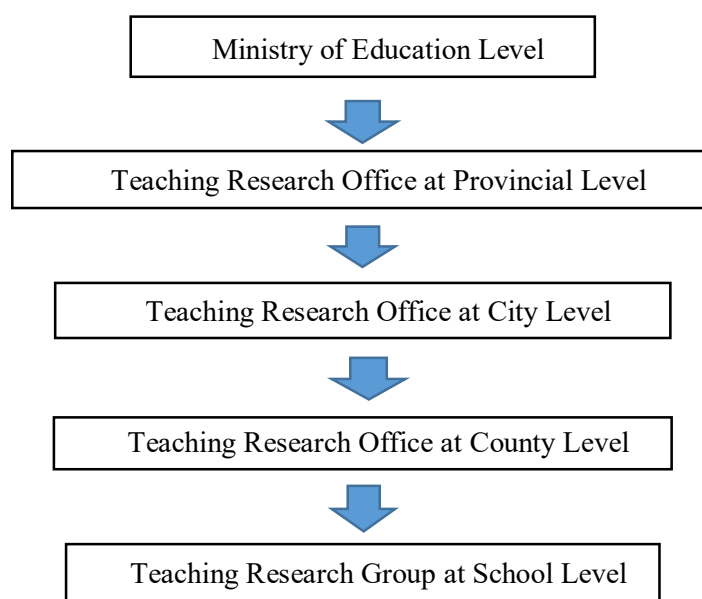 Ministry of Education Level
Teaching Research Office at Provincial Level
Teaching Research Office at City Level
Teaching Research Office at County Level
Teaching Research Group at School Level